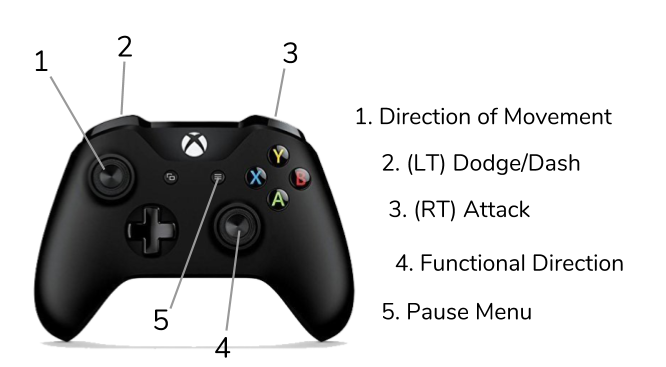 1
2
3
1. Direction of Movement
2. (LT) Dodge/Dash
Y
X
B
A
3. (RT) Attack
4. Functional Direction
5
5. Pause Menu
4